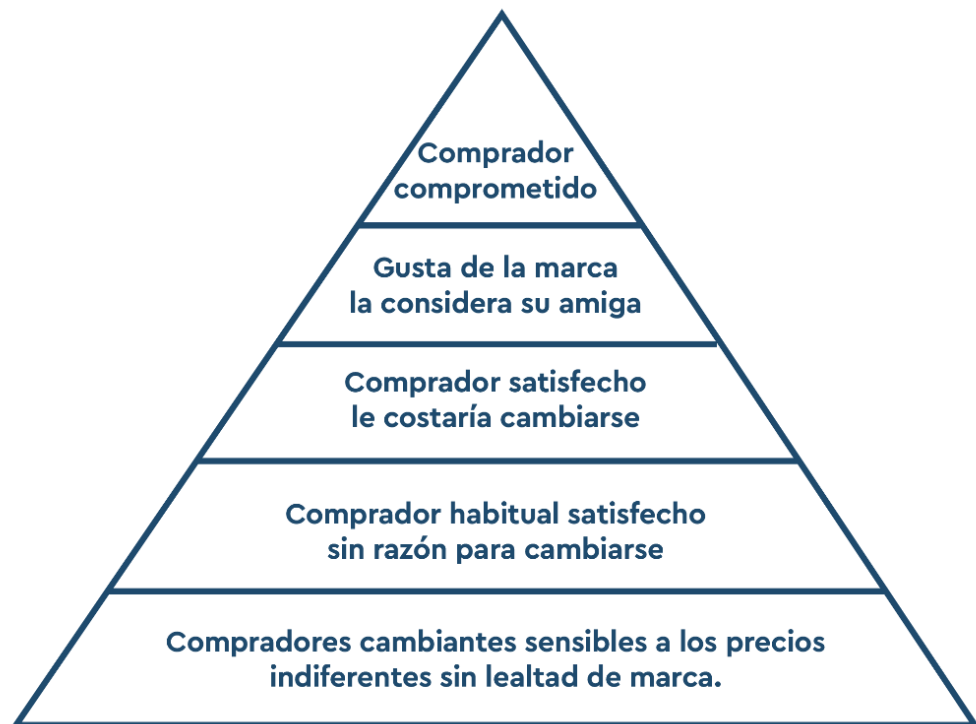 Comprador
comprometido
Gusta de la marca
la considera su amiga
Comprador satisfecho
le costaría cambiarse
Comprador habitual satisfecho
sin razón para cambiarse
Compradores cambiantes sensibles a los precios
indiferentes sin lealtad de marca.